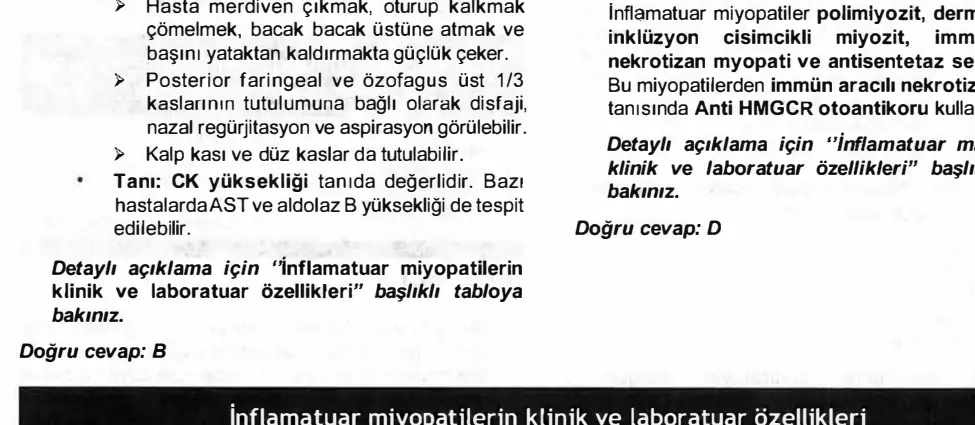 ➤ Hasta merdiven çıkmak, oturup kalkmak
çömelmek, bacak bacak üstüne atmak ve
başını yataktan kaldırmakta güçlük çeker.
➤ Posterior faringeal ve özofagus üst 1/3
kaslarının tutulumuna bağlı olarak disfaji,
nazal regürjitasyon ve aspirasyon görülebilir.
➤ Kalp kası ve düz kaslar da tutulabilir.
• Tanı: CK yüksekliği tanıda değerlidir. Bazı
hastalarda AST ve aldolaz B yüksekliği de tespit
edilebilir.
Detaylı açıklama için ‘‘İnflamatuar miyopatilerin
klinik ve laboratuar özellikleri” başlıklı tabloya
bakınız.
Doğru cevap: B
İnflamatuar miyopatiler polimiyozit, derm
inklüzyon cisimcikli miyozit, imm
nekrotizan myopati ve antisentetaz se
Bu miyopatilerden immün aracılı nekrotiz
tanısında Anti HMGCR otoantikoru kulla
Detaylı açıklama için ‘‘İnflamatuar m
klinik ve laboratuar özellikleri” başlı
bakınız.
Doğru cevap: D
İnflamatuar miyopatilerin klinik ve laboratuar özellikleri